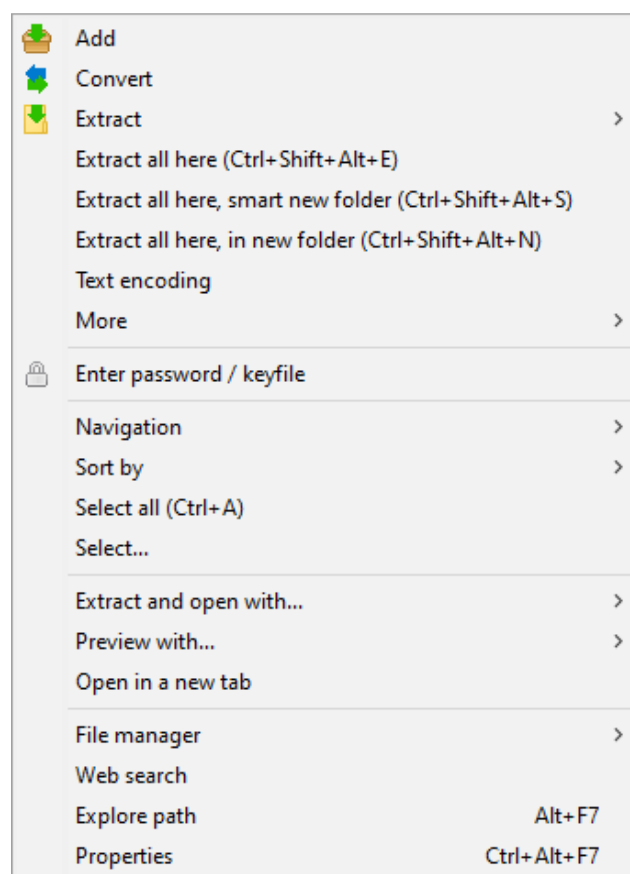 Add
Convert
Extract
Extract all here (Ctrl+Shift+Alt+E)
Extract all here, smart new folder (Ctrl+Shift+Alt+S)
Extract all here, in new folder (Ctrl+Shift+Alt+N)
Text encoding
More
Enter password / keyfile
Navigation
Sort by
Select all (Ctrl+A)
Select...
Extract and open with...
Preview with...
Open in a new tab
File manager
Web search
Explore path Alt+F7
Properties Ctrl+Alt+F7